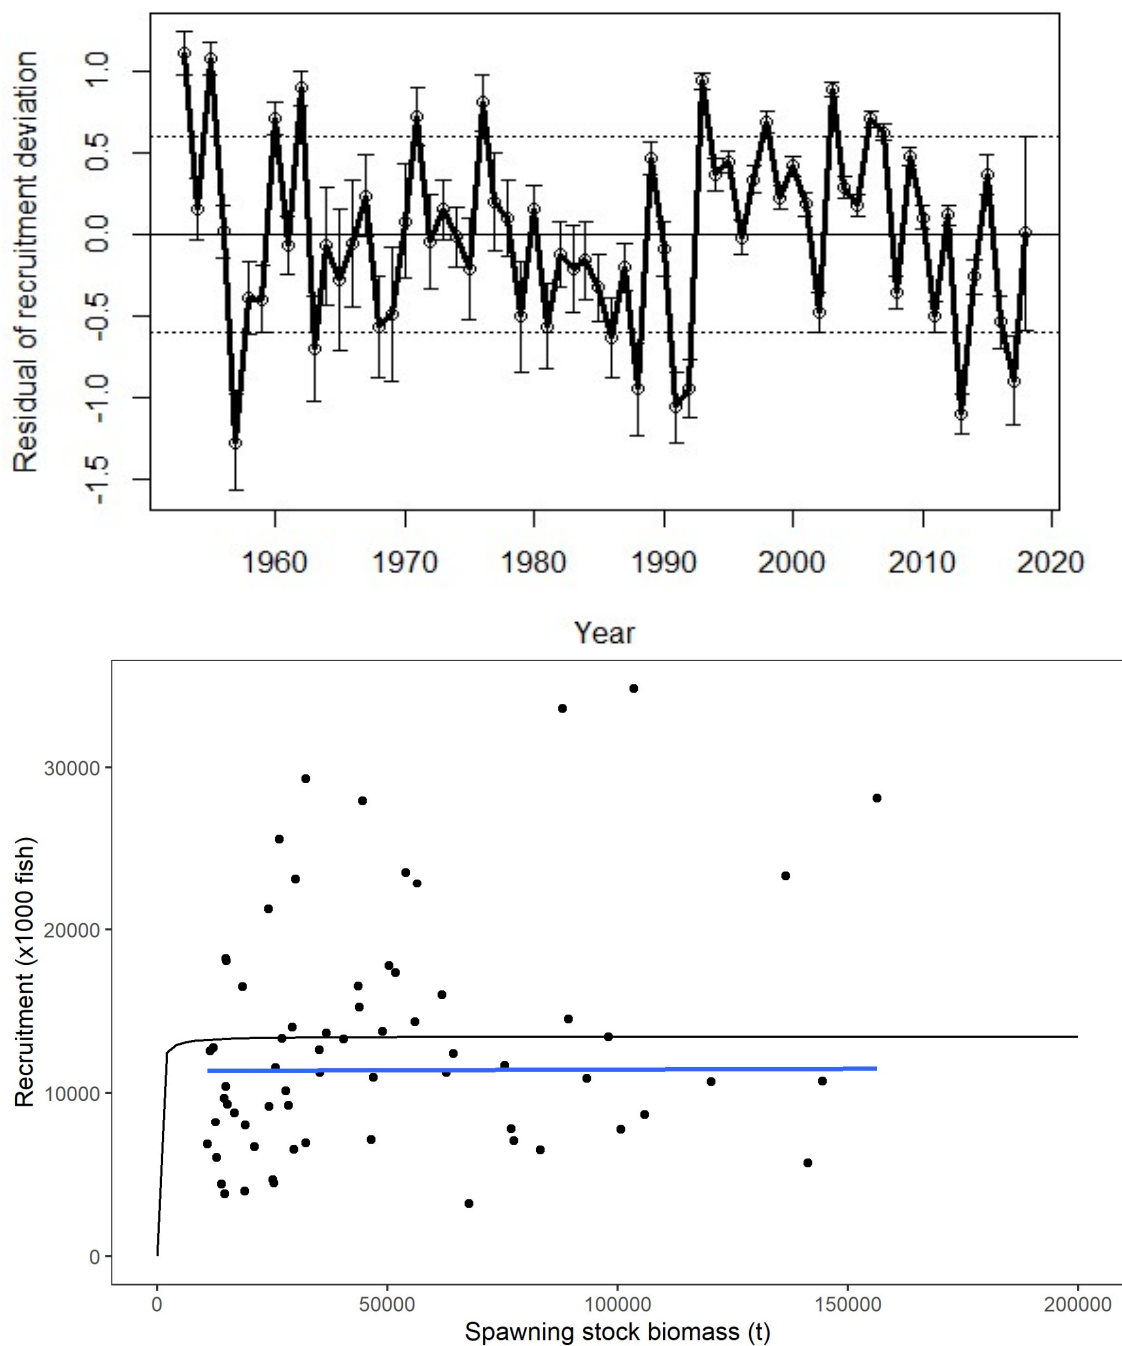 Residual of recruitment deviation
1.0
0.5
0.0
-0.5
-1.0
-1.5
1960 1970 1980 1990 2000 2010 2020
Year
Recruitment (x1000 fish)
30000
20000
10000
0
0 50000 100000 150000 200000
Spawning stock biomass (t)